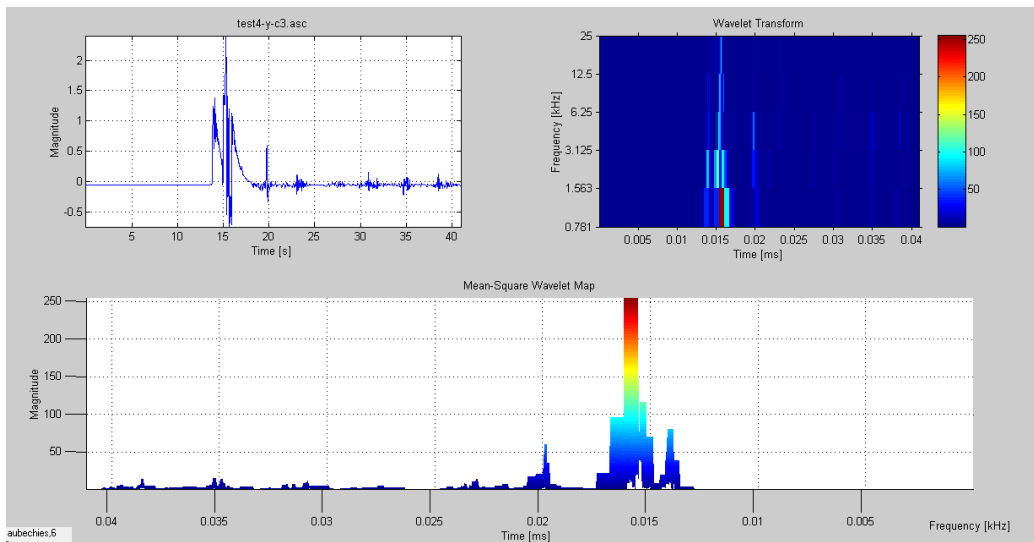 test4-y-c3.asc
Magnitude
2
1.5
1
0.5
0
-0.5
5 10 15 20 25 30 35 40
Time [s]
Wavelet Transform
Frequency [kHz]
25
12.5
6.25
3.125
1.563
0.781
0.005 0.01 0.015 0.02 0.025 0.03 0.035 0.04
Time [ms]
250
200
150
100
50
Mean-Square Wavelet Map
Magnitude
250
200
150
100
50
0.04 0.035 0.03 0.025 0.02 0.015 0.01 0.005
Time [ms]
Frequency [kHz]
aubechies,6